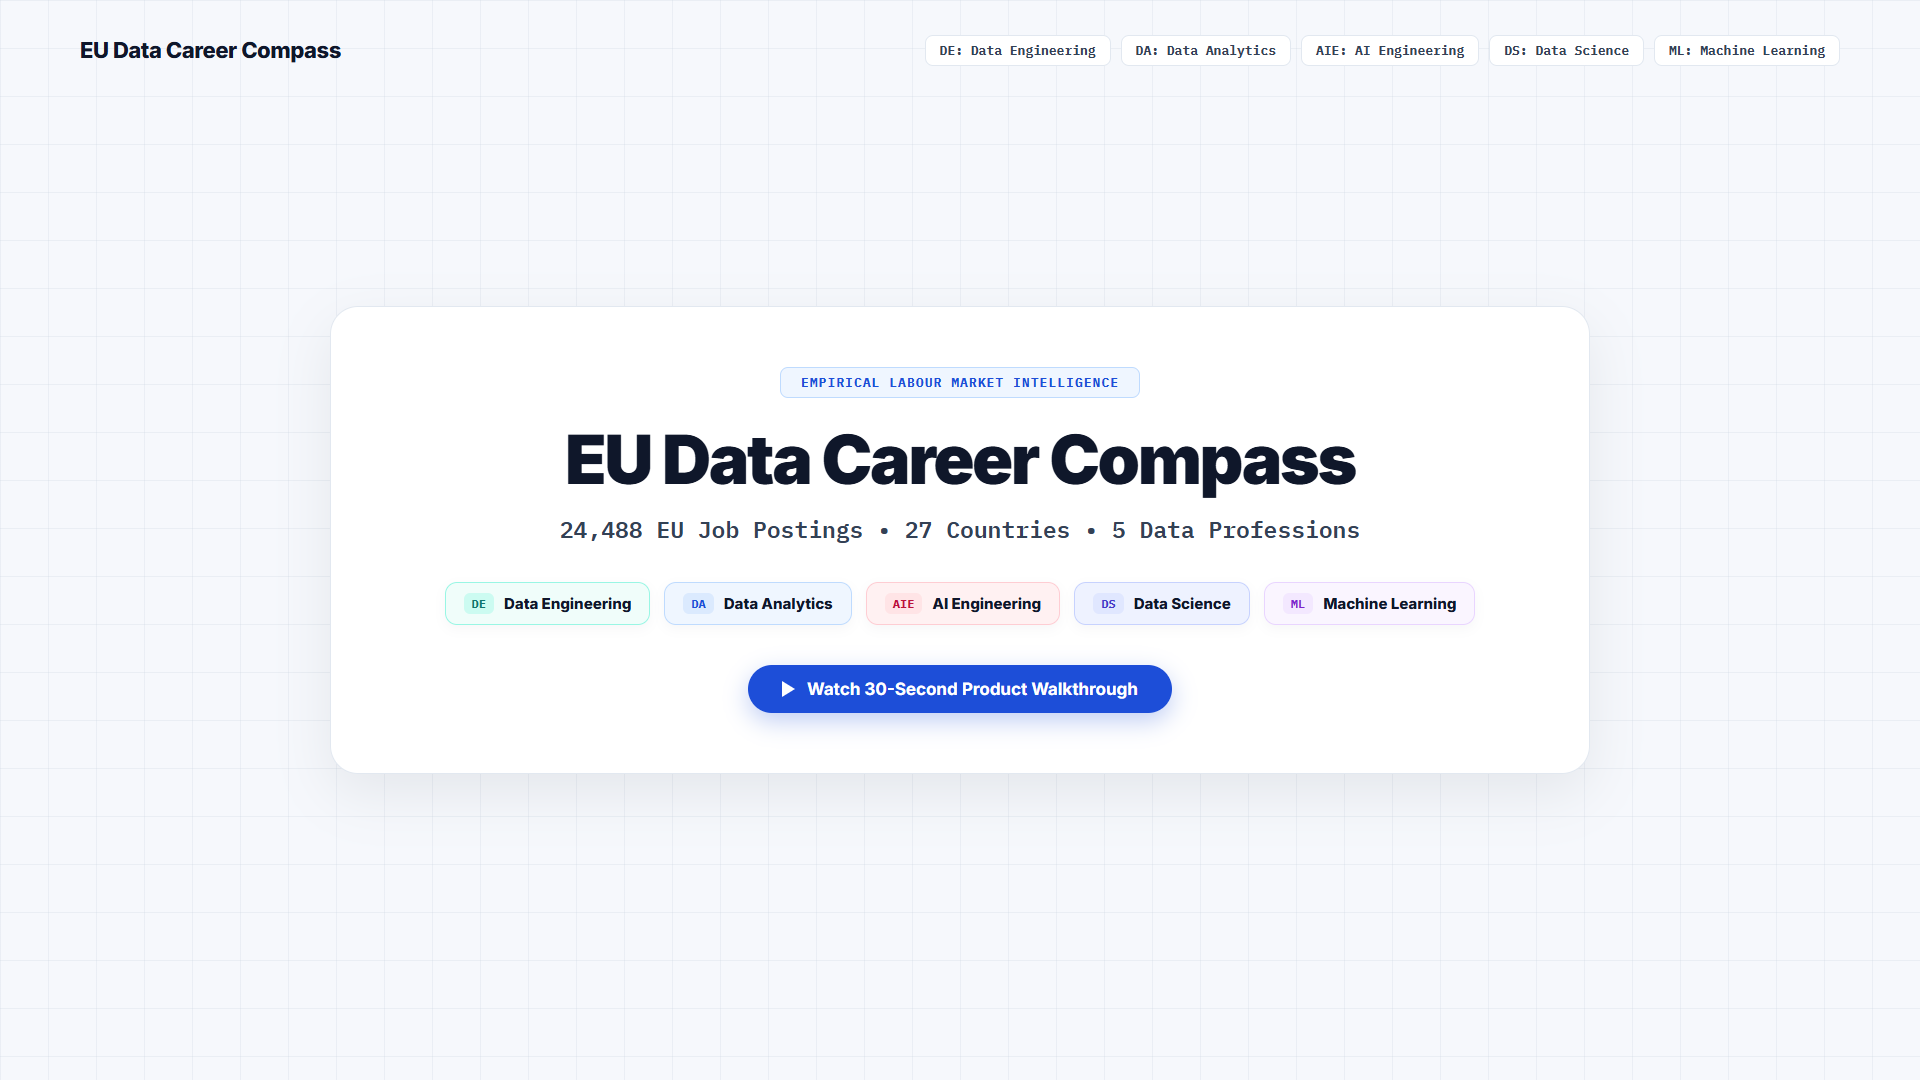 EU Data Career Compass
DE: Data Engineering
DA: Data Analytics
AIE: AI Engineering
DS: Data Science
ML: Machine Learning
EMPIRICAL LABOUR MARKET INTELLIGENCE
EU Data Career Compass
24,488 EU Job Postings • 27 Countries • 5 Data Professions
DE Data Engineering
DA Data Analytics
AIE AI Engineering
DS Data Science
ML Machine Learning
Watch 30-Second Product Walkthrough